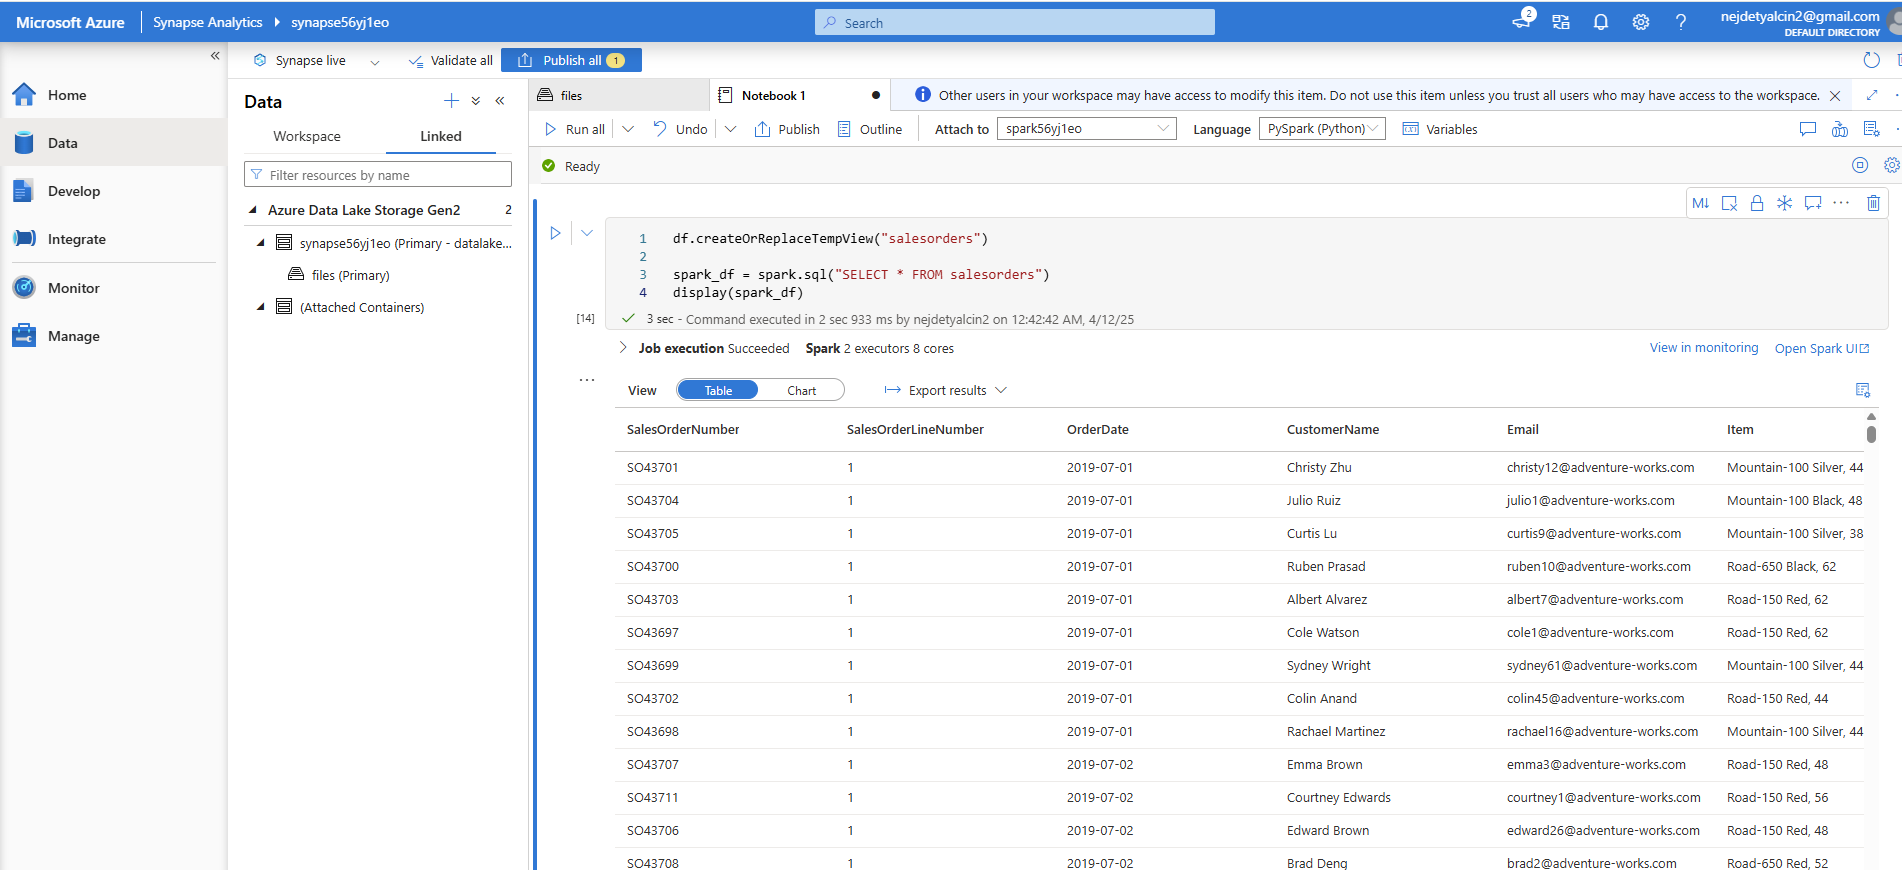 Microsoft Azure Synapse Analytics synapse56yj1eo Search 2 nejdetyalcin2@gmail.com
DEFAULT DIRECTORY
Synapse live Validate all Publish all 1
Home
Data
Develop
Integrate
Monitor
Manage
Data
Workspace Linked
Filter resources by name
Azure Data Lake Storage Gen2 2
synapse56yj1eo (Primary - datalake...
files (Primary)
(Attached Containers)
files Notebook 1 Other users in your workspace may have access to modify this item. Do not use this item unless you trust all users who may have access to the workspace.
Run all Undo Publish Outline Attach to spark56yj1eo Language PySpark (Python) Variables
Ready
M↓ ...
1 df.createOrReplaceTempView("salesorders")
2
3 spark_df = spark.sql("SELECT * FROM salesorders")
4 display(spark_df)
[14] 3 sec - Command executed in 2 sec 933 ms by nejdetyalcin2 on 12:42:42 AM, 4/12/25
Job execution Succeeded Spark 2 executors 8 cores View in monitoring Open Spark UI
...
View Table Chart Export results
SalesOrderNumber SalesOrderLineNumber OrderDate CustomerName Email Item
SO43701 1 2019-07-01 Christy Zhu christy12@adventure-works.com Mountain-100 Silver, 44
SO43704 1 2019-07-01 Julio Ruiz julio1@adventure-works.com Mountain-100 Black, 48
SO43705 1 2019-07-01 Curtis Lu curtis9@adventure-works.com Mountain-100 Silver, 38
SO43700 1 2019-07-01 Ruben Prasad ruben10@adventure-works.com Road-650 Black, 62
SO43703 1 2019-07-01 Albert Alvarez albert7@adventure-works.com Road-150 Red, 62
SO43697 1 2019-07-01 Cole Watson cole1@adventure-works.com Road-150 Red, 62
SO43699 1 2019-07-01 Sydney Wright sydney61@adventure-works.com Mountain-100 Silver, 44
SO43702 1 2019-07-01 Colin Anand colin45@adventure-works.com Road-150 Red, 44
SO43698 1 2019-07-01 Rachael Martinez rachael16@adventure-works.com Mountain-100 Silver, 44
SO43707 1 2019-07-02 Emma Brown emma3@adventure-works.com Road-150 Red, 48
SO43711 1 2019-07-02 Courtney Edwards courtney1@adventure-works.com Road-150 Red, 56
SO43706 1 2019-07-02 Edward Brown edward26@adventure-works.com Road-150 Red, 48
SO43708 1 2019-07-02 Brad Deng brad2@adventure-works.com Road-650 Red, 52